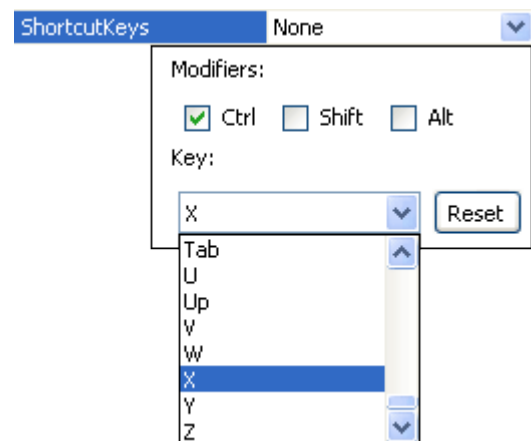 ShortcutKeys None
Modifiers:
Ctrl Shift Alt
Key:
X Reset
Tab
U
Up
V
W
X
Y
Z